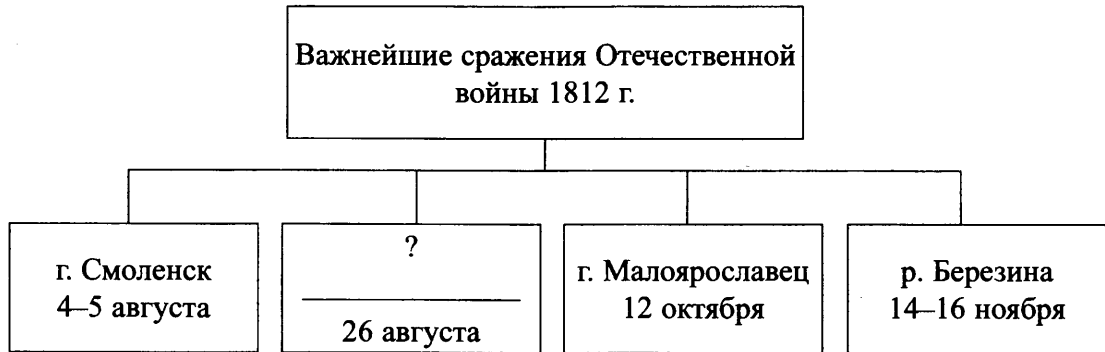 Важнейшие сражения Отечественной
войны 1812 г.
г. Смоленск
4–5 августа
?
26 августа
г. Малоярославец
12 октября
р. Березина
14–16 ноября